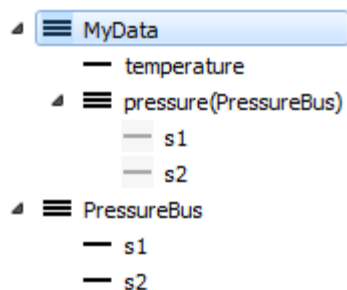 MyData
temperature
pressure(PressureBus)
s1
s2
PressureBus
s1
s2